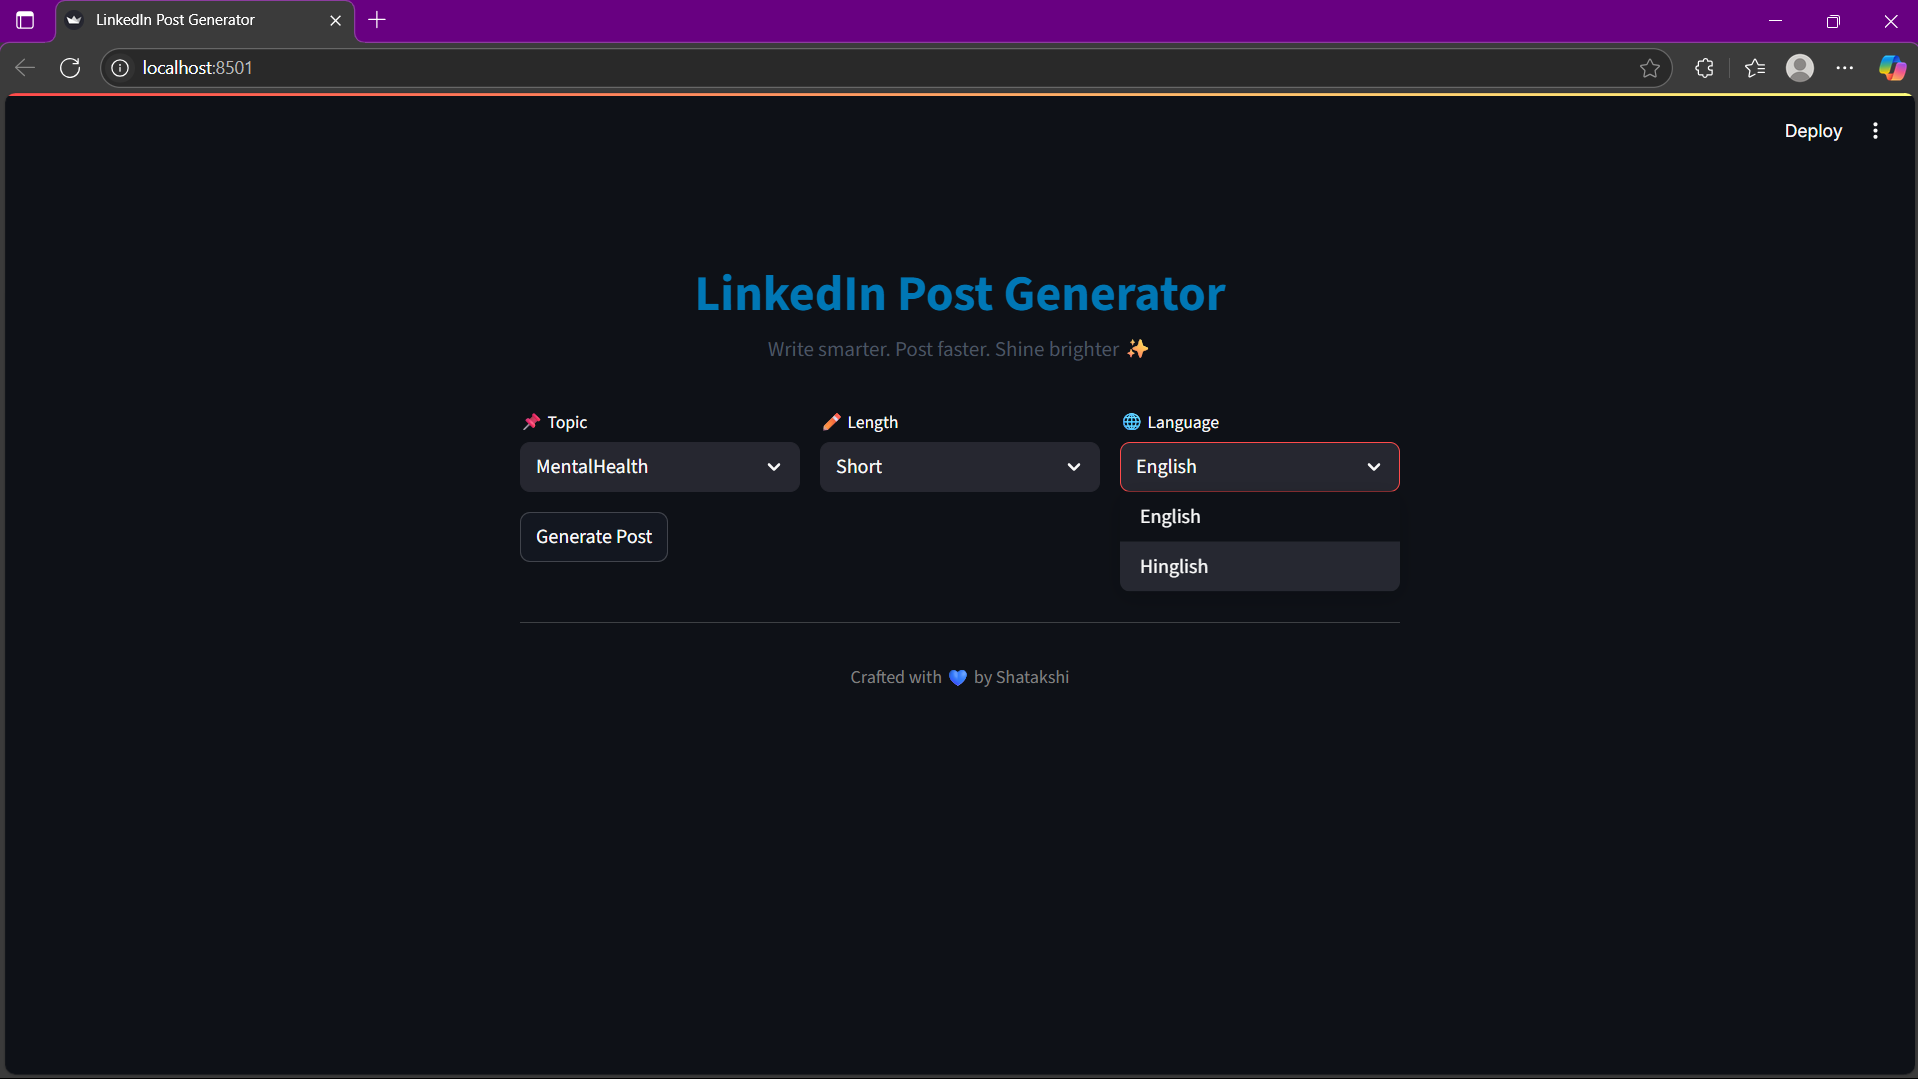 LinkedIn Post Generator
localhost:8501
Deploy
LinkedIn Post Generator
Write smarter. Post faster. Shine brighter ✨
📌 Topic
🖍️ Length
🌐 Language
MentalHealth
Short
English
English
Hinglish
Generate Post
Crafted with 💙 by Shatakshi